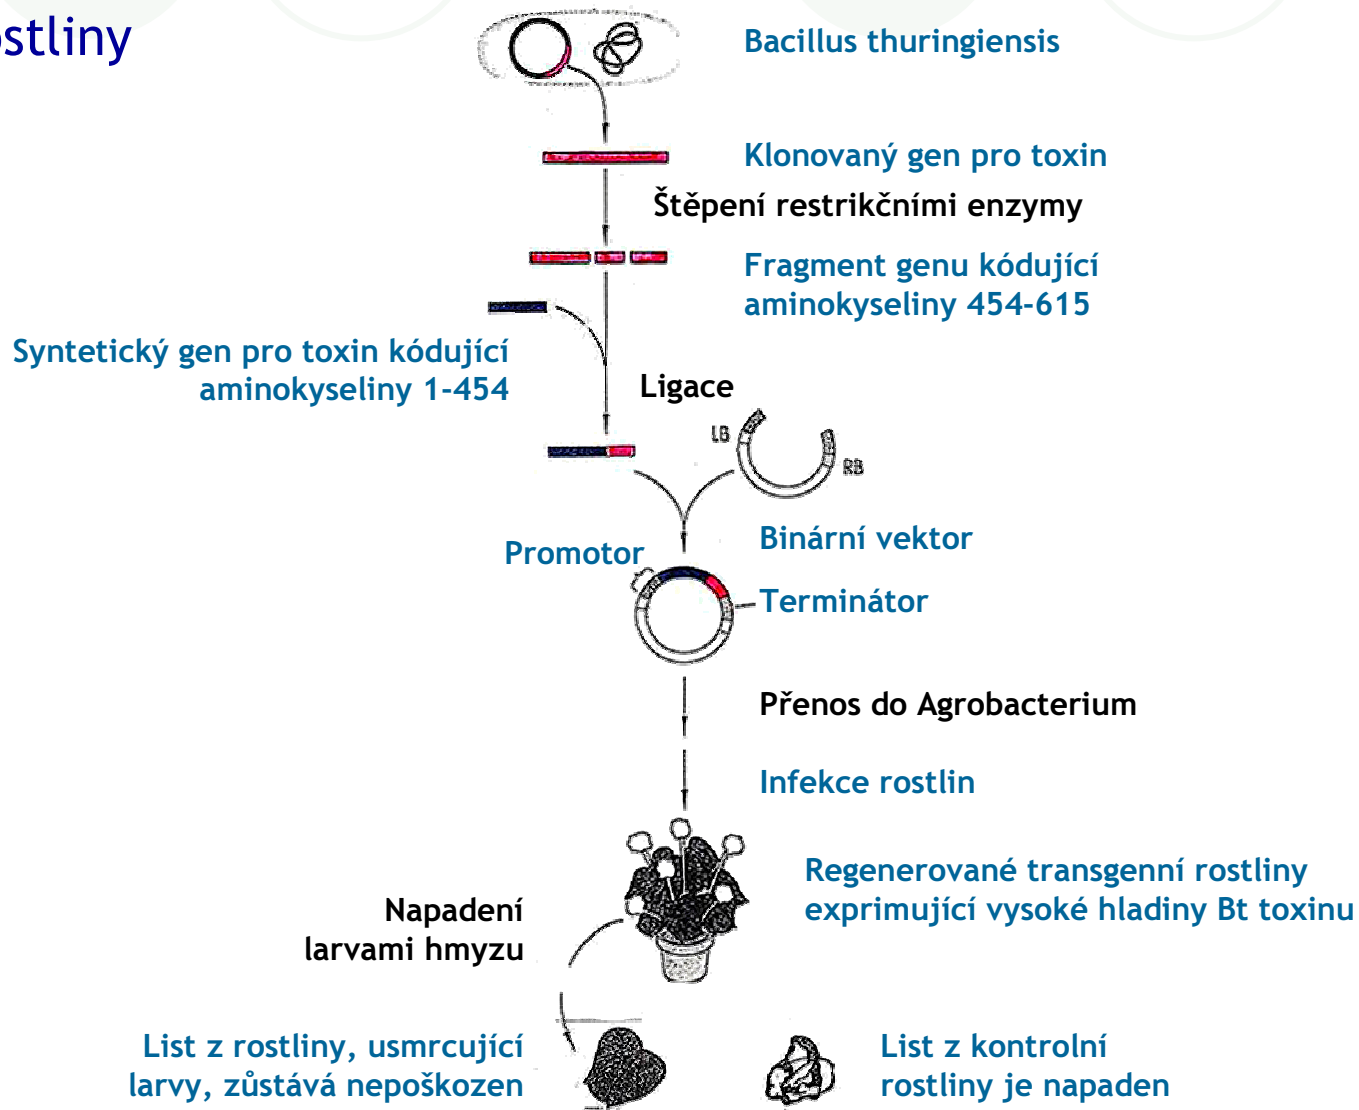 ostliny
Bacillus thuringiensis
Klonovaný gen pro toxin
Štěpení restrikčními enzymy
Fragment genu kódující
aminokyseliny 454-615
Syntetický gen pro toxin kódující
aminokyseliny 1-454
Ligace
LB
RB
Promotor
Binární vektor
Terminátor
Přenos do Agrobacterium
Infekce rostlin
Regenerované transgenní rostliny
exprimující vysoké hladiny Bt toxinu
Napadení
larvami hmyzu
List z rostliny, usmrcující
larvy, zůstává nepoškozen
List z kontrolní
rostliny je napaden